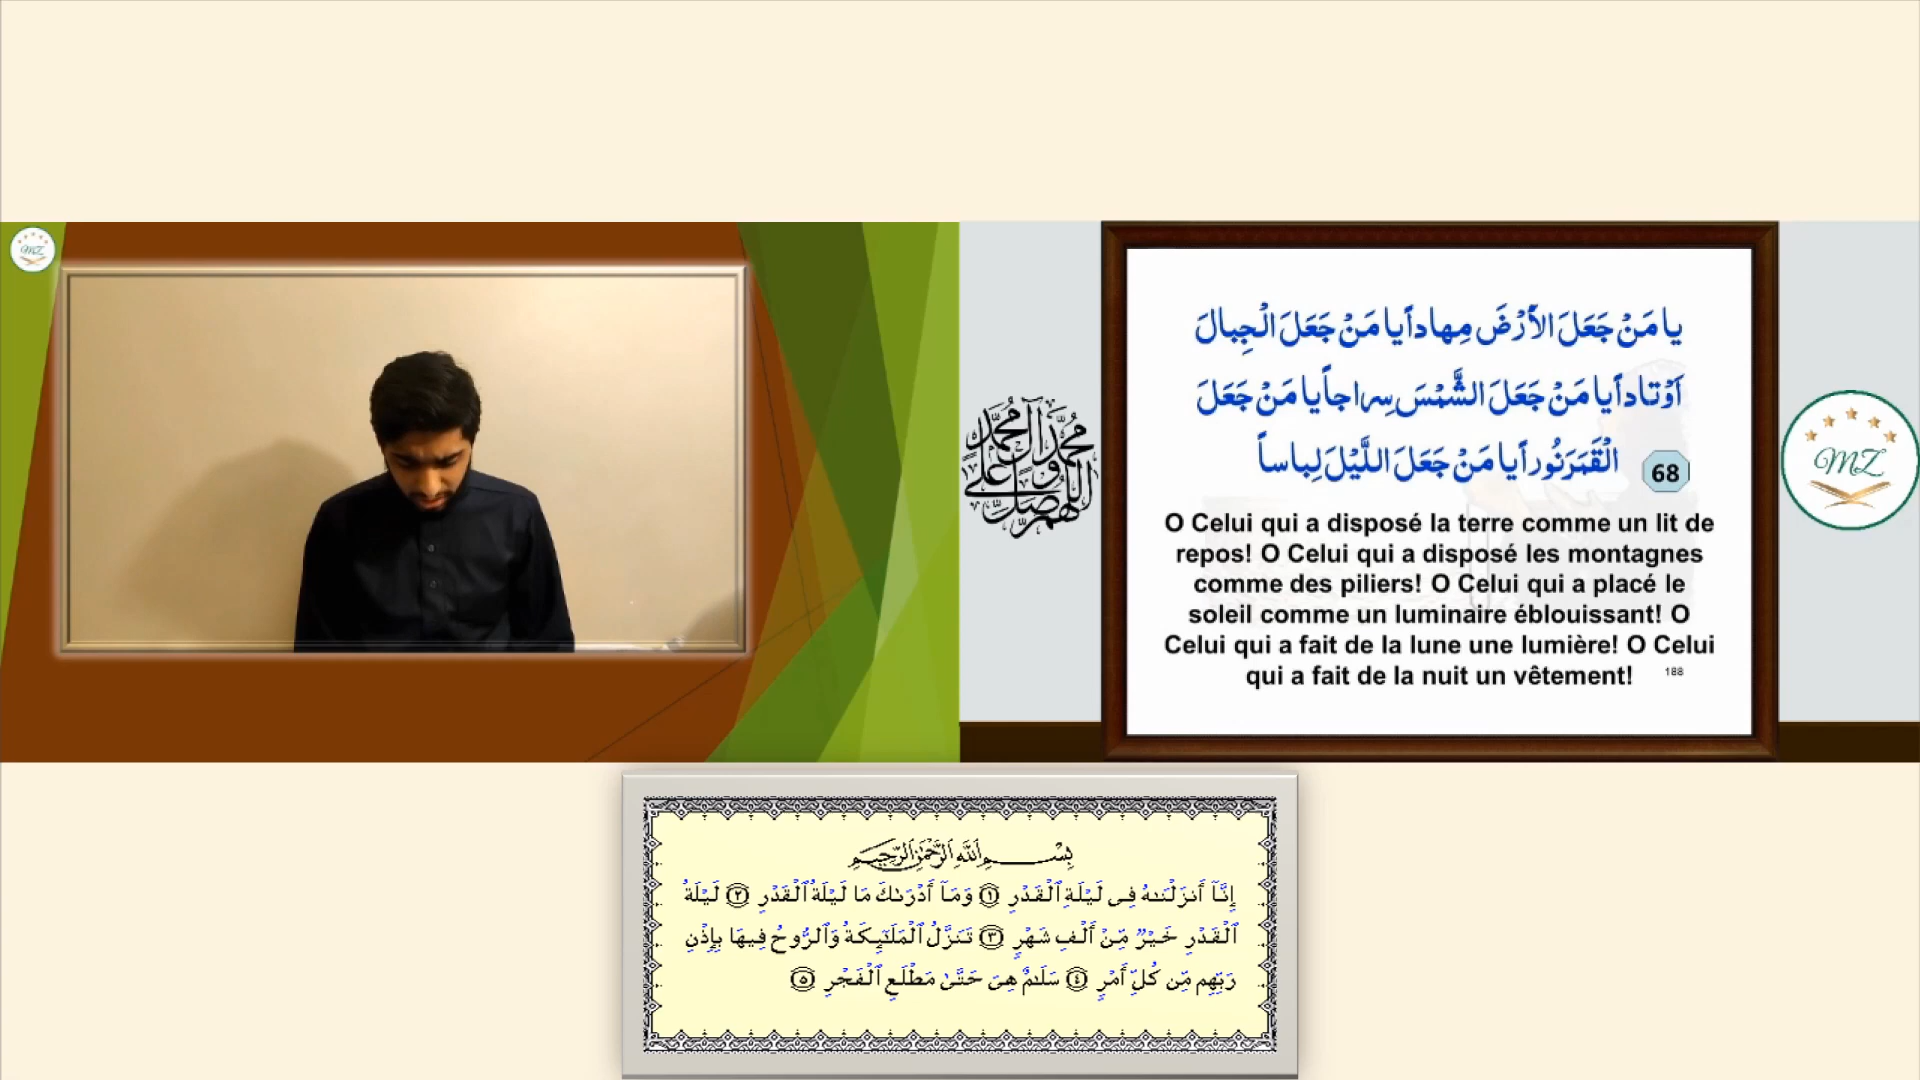 MZ
يا مَنْ جَعَلَ الاَْرْضَ مِهاداً يا مَنْ جَعَلَ الْجِبالَ
اَوْتاداً يا مَنْ جَعَلَ الشَّمْسَ سِراجاً يا مَنْ جَعَلَ
الْقَمَرَ نُوراً يا مَنْ جَعَلَ اللَّيْلَ لِباساً
68
O Celui qui a disposé la terre comme un lit de
repos! O Celui qui a disposé les montagnes
comme des piliers! O Celui qui a placé le
soleil comme un luminaire éblouissant! O
Celui qui a fait de la lune une lumière! O Celui
qui a fait de la nuit un vêtement!
188
اللهم صل على محمد وآل محمد
MZ
بِسْمِ اللَّهِ الرَّحْمَٰنِ الرَّحِيمِ
إِنَّآ أَنزَلْنَـٰهُ فِى لَيْلَةِ ٱلْقَدْرِ ۝١ وَمَآ أَدْرَىٰكَ مَا لَيْلَةُ ٱلْقَدْرِ ۝٢ لَيْلَةُ
ٱلْقَدْرِ خَيْرٌ مِّنْ أَلْفِ شَهْرٍ ۝٣ تَنَزَّلُ ٱلْمَلَـٰٓئِكَةُ وَٱلرُّوحُ فِيهَا بِإِذْنِ
رَبِّهِم مِّن كُلِّ أَمْرٍ ۝٤ سَلَـٰمٌ هِىَ حَتَّىٰ مَطْلَعِ ٱلْفَجْرِ ۝٥